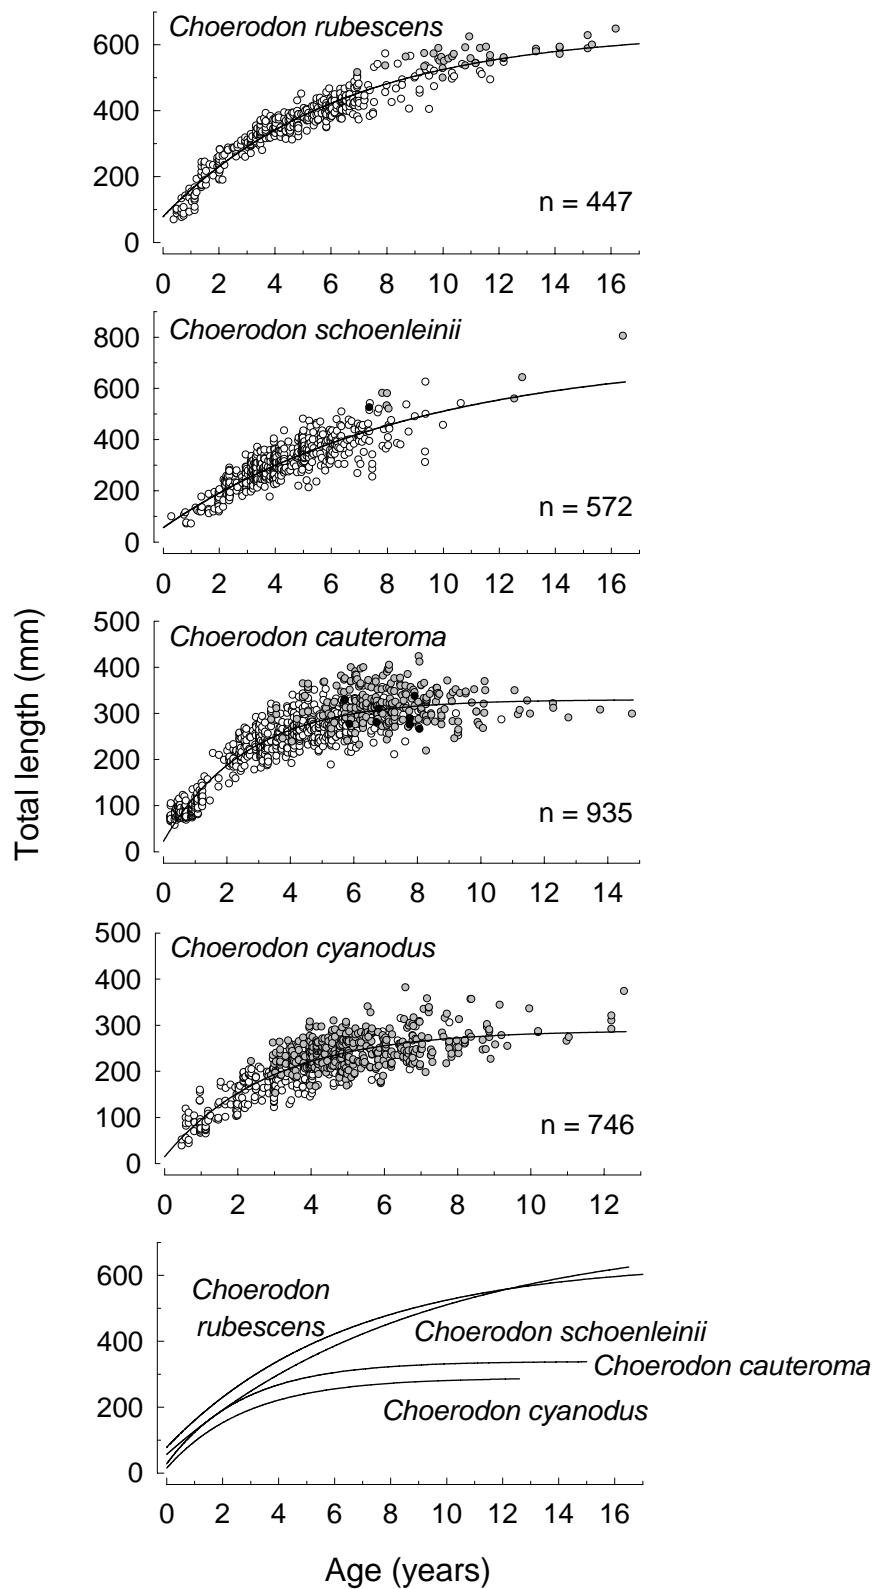 Choerodon rubescens
600
400
200
0
n = 447
0 2 4 6 8 10 12 14 16
Choerodon schoenleinii
800
600
400
200
0
n = 572
0 2 4 6 8 10 12 14 16
Total length (mm)
Choerodon cauteroma
500
400
300
200
100
0
n = 935
0 2 4 6 8 10 12 14
Choerodon cyanodus
500
400
300
200
100
0
n = 746
0 2 4 6 8 10 12
600
400
200
0
Choerodon
rubescens
Choerodon schoenleinii
Choerodon cauteroma
Choerodon cyanodus
0 2 4 6 8 10 12 14 16
Age (years)